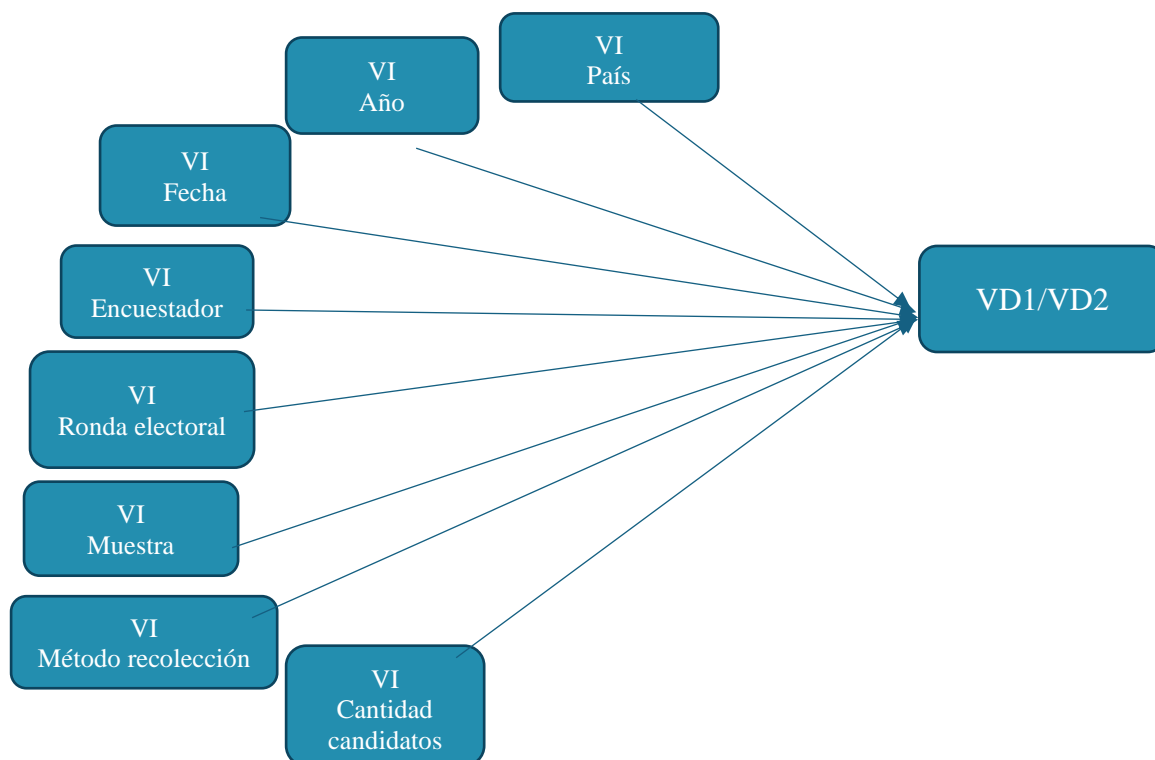 VI
País
VI
Año
VI
Fecha
VI
Encuestador
VI
Ronda electoral
VI
Muestra
VI
Método recolección
VI
Cantidad
candidatos
VD1/VD2